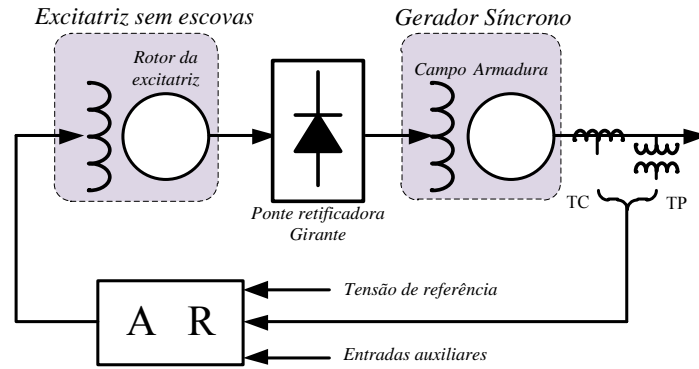 Excitatriz sem escovas
Gerador Síncrono
Rotor da
excitatriz
Campo Armadura
Ponte retificadora
Girante
TC
TP
A R
Tensão de referência
Entradas auxiliares